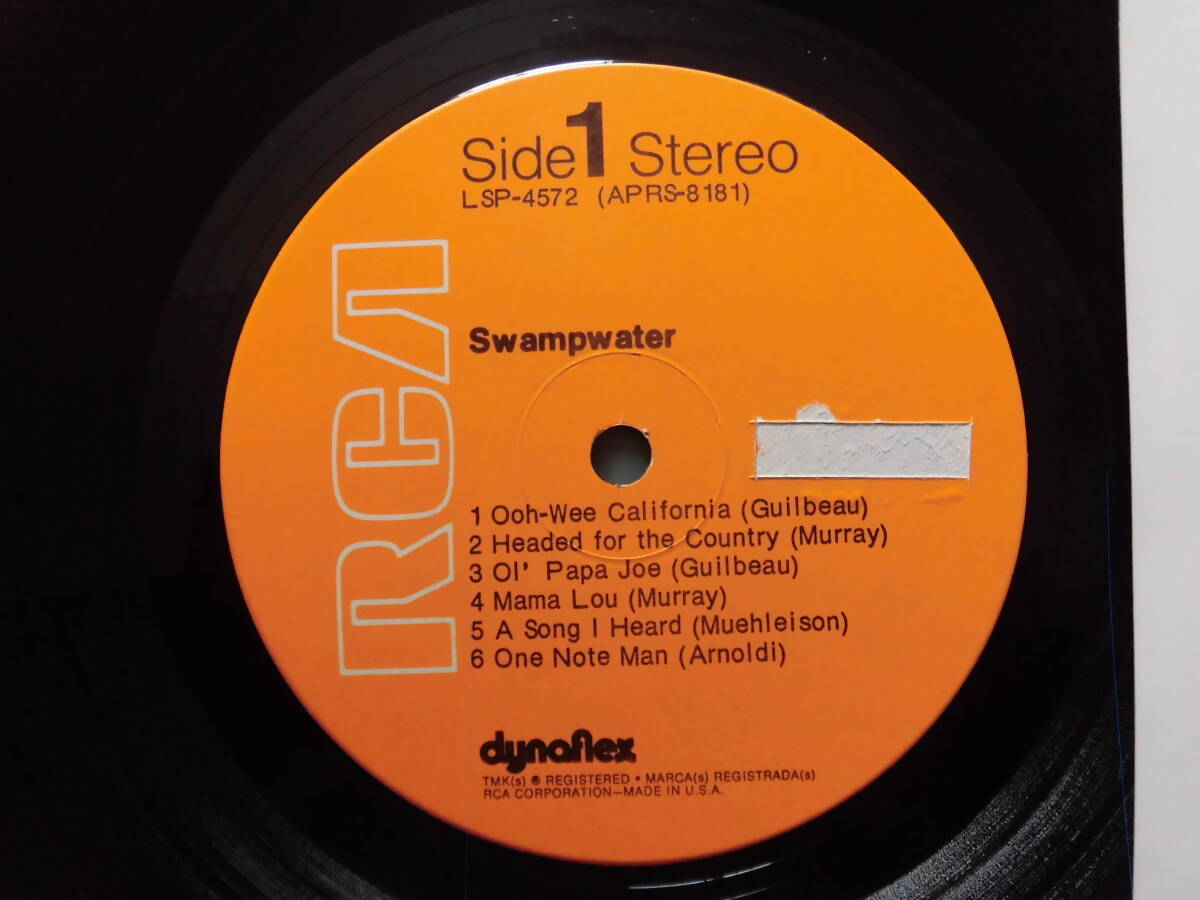 Side 1 Stereo
LSP-4572 (APRS-8181)
RCA
Swampwater
1 Ooh-Wee California (Guilbeau)
2 Headed for the Country (Murray)
3 Ol' Papa Joe (Guilbeau)
4 Mama Lou (Murray)
5 A Song I Heard (Muehleison)
6 One Note Man (Arnoldi)
dynaflex
TMK(s) ® REGISTERED • MARCA(s) REGISTRADA(s)
RCA CORPORATION—MADE IN U.S.A.